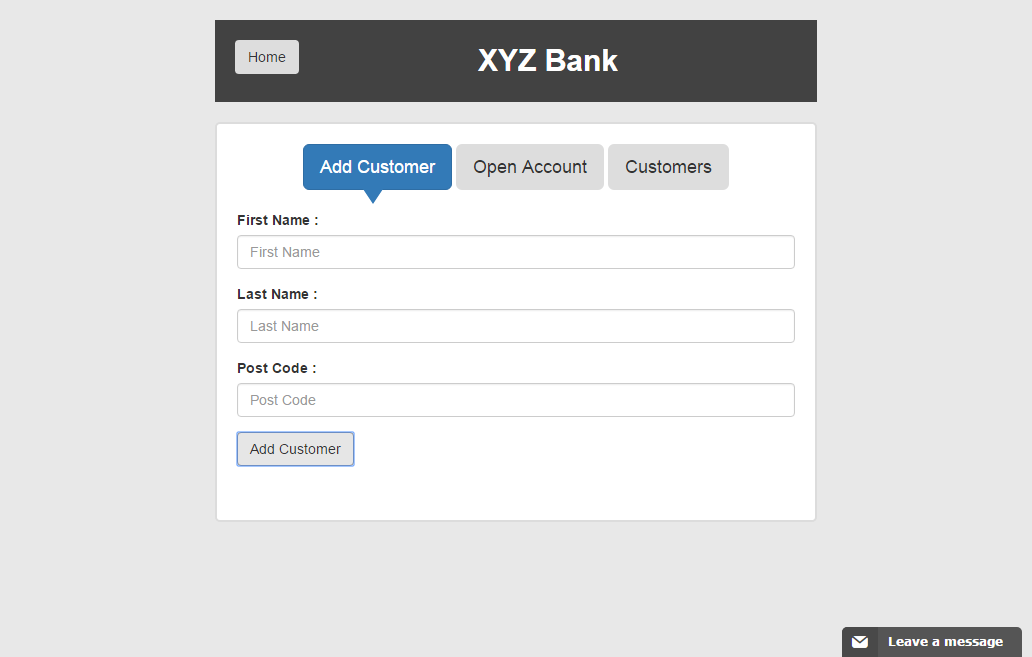 Home
XYZ Bank
Add Customer
Open Account
Customers
First Name :
First Name
Last Name :
Last Name
Post Code :
Post Code
Add Customer
Leave a message